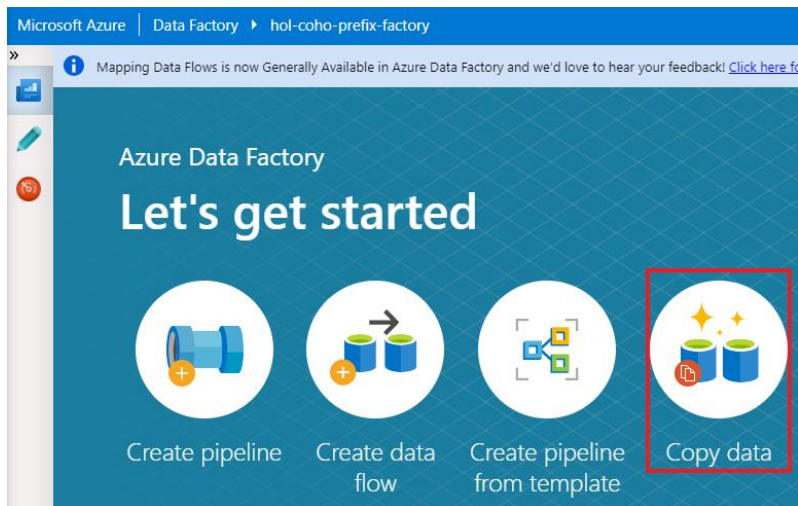 Microsoft Azure Data Factory hol-coho-prefix-factory
»
Mapping Data Flows is now Generally Available in Azure Data Factory and we'd love to hear your feedback! Click here
Azure Data Factory
Let's get started
Create pipeline
Create data
flow
Create pipeline
from template
Copy data